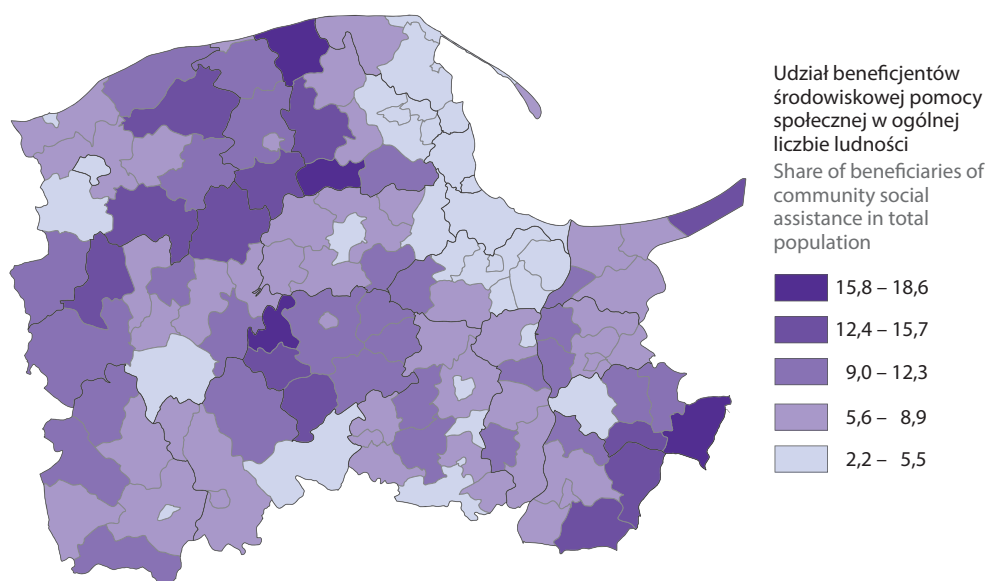 Udział beneficjentów
środowiskowej pomocy
społecznej w ogólnej
liczbie ludności
Share of beneficiaries of
community social
assistance in total
population
15,8 – 18,6
12,4 – 15,7
9,0 – 12,3
5,6 – 8,9
2,2 – 5,5